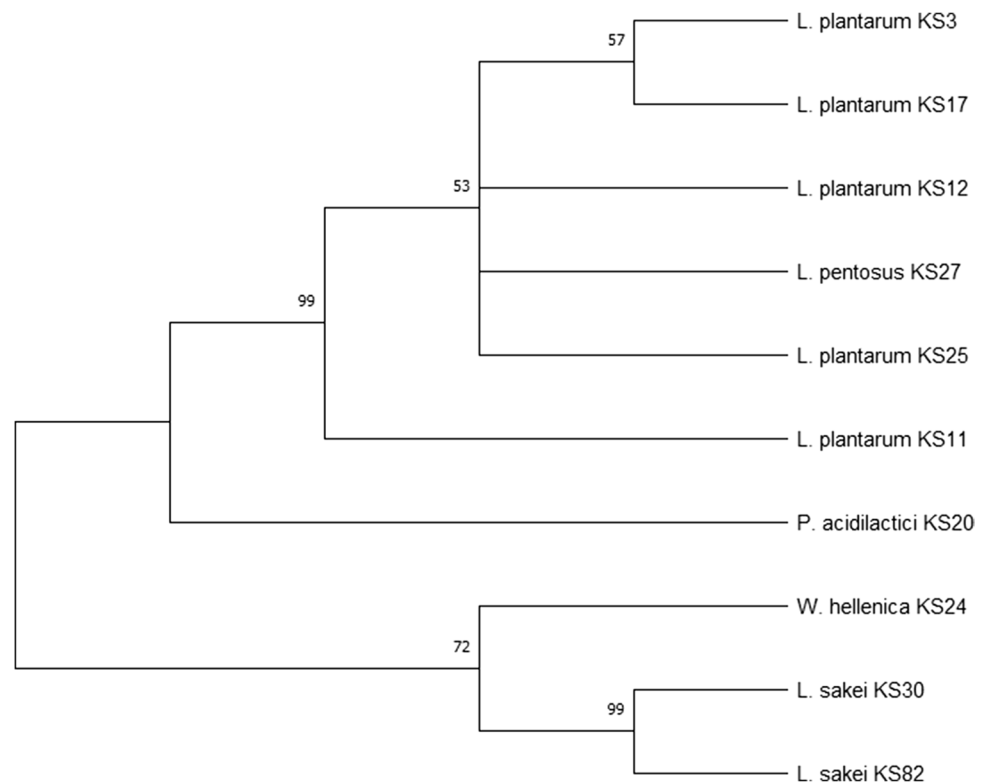 L. plantarum KS3
57
L. plantarum KS17
53
L. plantarum KS12
L. pentosus KS27
99
L. plantarum KS25
L. plantarum KS11
P. acidilactici KS20
W. hellenica KS24
72
L. sakei KS30
99
L. sakei KS82